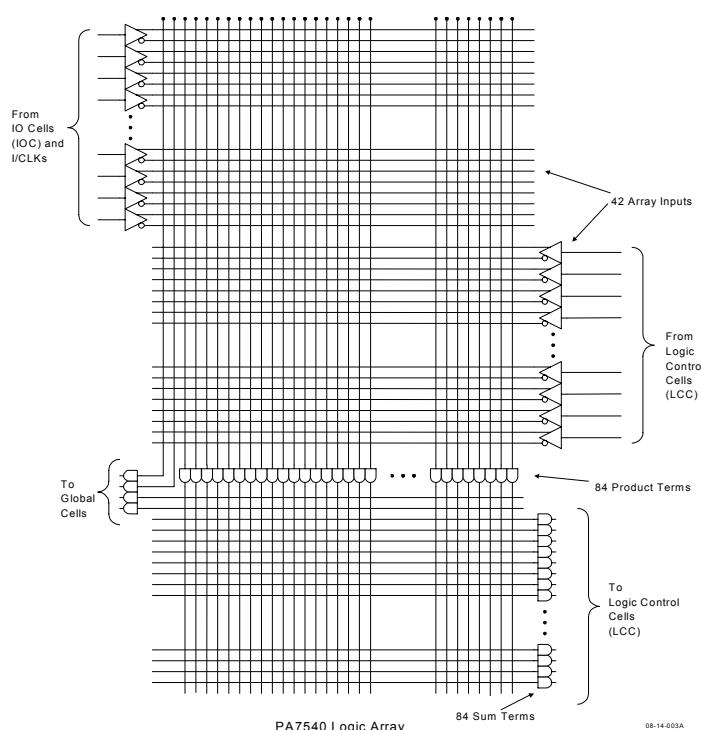 From
IO Cells
(IOC) and
I/CLKs
42 Array Inputs
From
Logic
Contro
Cells
(LCC)
To
Global
Cells
84 Product Terms
To
Logic Control
Cells
(LCC)
84 Sum Terms
PA7540 Logic Array
08-14-003A